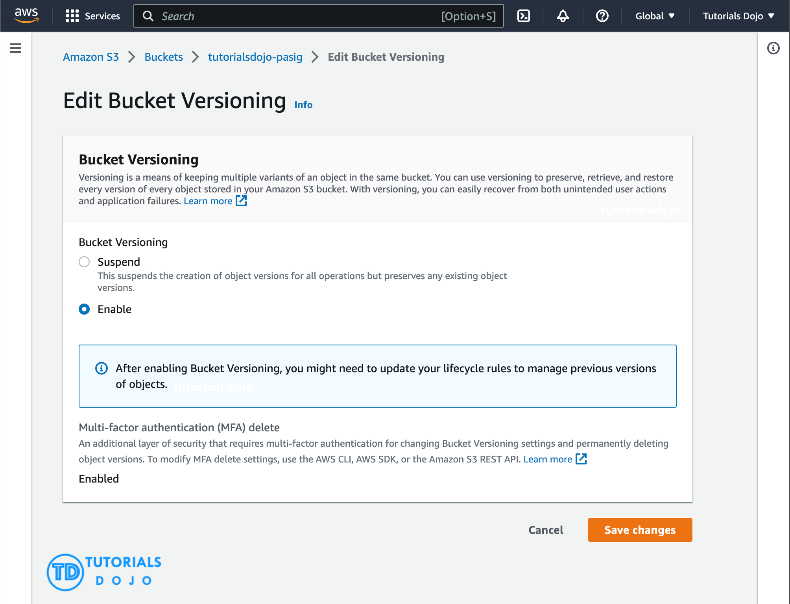 aws
Services
Search
[Option+S]
Global ▼
Tutorials Dojo ▼
Amazon S3 > Buckets > tutorialsdojo-pasig > Edit Bucket Versioning
Edit Bucket Versioning Info
Bucket Versioning
Versioning is a means of keeping multiple variants of an object in the same bucket. You can use versioning to preserve, retrieve, and restore
every version of every object stored in your Amazon S3 bucket. With versioning, you can easily recover from both unintended user actions
and application failures. Learn more
tutorialsdojo
Bucket Versioning
Suspend
This suspends the creation of object versions for all operations but preserves any existing object
versions.
Enable
After enabling Bucket Versioning, you might need to update your lifecycle rules to manage previous versions
of objects.
tutorialsdojo
Multi-factor authentication (MFA) delete
An additional layer of security that requires multi-factor authentication for changing Bucket Versioning settings and permanently deleting
object versions. To modify MFA delete settings, use the AWS CLI, AWS SDK, or the Amazon S3 REST API. Learn more
Enabled
Cancel
Save changes
TD
TUTORIALS
DOJO